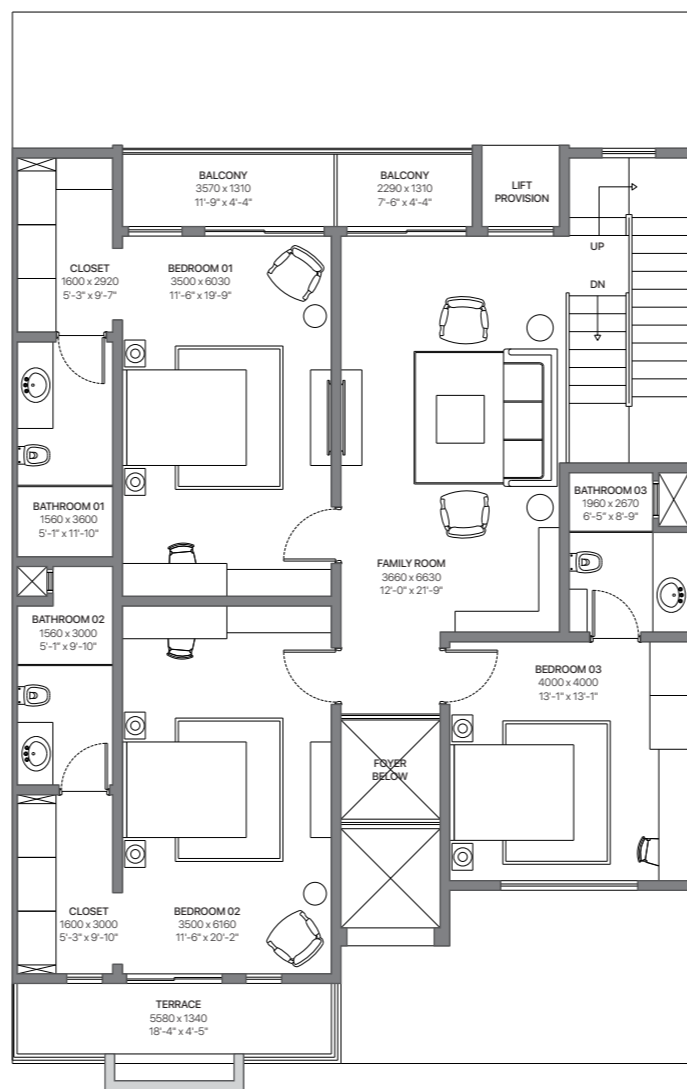 BALCONY
3570 x 1310
11'-9" x 4'-4"
BALCONY
2290 x 1310
7'-6" x 4'-4"
LIFT
PROVISION
UP
DN
CLOSET
1600 x 2920
5'-3" x 9'-7"
BEDROOM 01
3500 x 6030
11'-6" x 19'-9"
BATHROOM 01
1560 x 3600
5'-1" x 11'-10"
BATHROOM 03
1960 x 2670
6'-5" x 8'-9"
FAMILY ROOM
3660 x 6630
12'-0" x 21'-9"
BATHROOM 02
1560 x 3000
5'-1" x 9'-10"
BEDROOM 03
4000 x 4000
13'-1" x 13'-1"
FOYER
BELOW
CLOSET
1600 x 3000
5'-3" x 9'-10"
BEDROOM 02
3500 x 6160
11'-6" x 20'-2"
TERRACE
5580 x 1340
18'-4" x 4'-5"